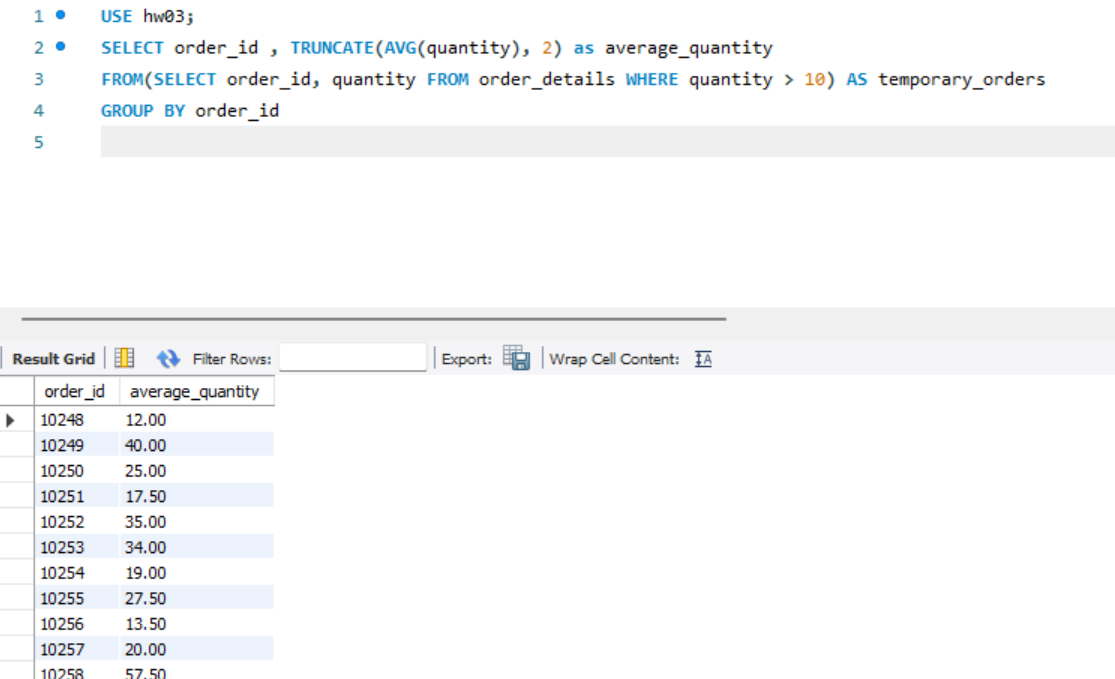 1 USE hw03;
2 SELECT order_id , TRUNCATE(AVG(quantity), 2) as average_quantity
3 FROM(SELECT order_id, quantity FROM order_details WHERE quantity > 10) AS temporary_orders
4 GROUP BY order_id
5
Result Grid Filter Rows: Export: Wrap Cell Content: IA
order_id average_quantity
10248 12.00
10249 40.00
10250 25.00
10251 17.50
10252 35.00
10253 34.00
10254 19.00
10255 27.50
10256 13.50
10257 20.00
10258 57.50